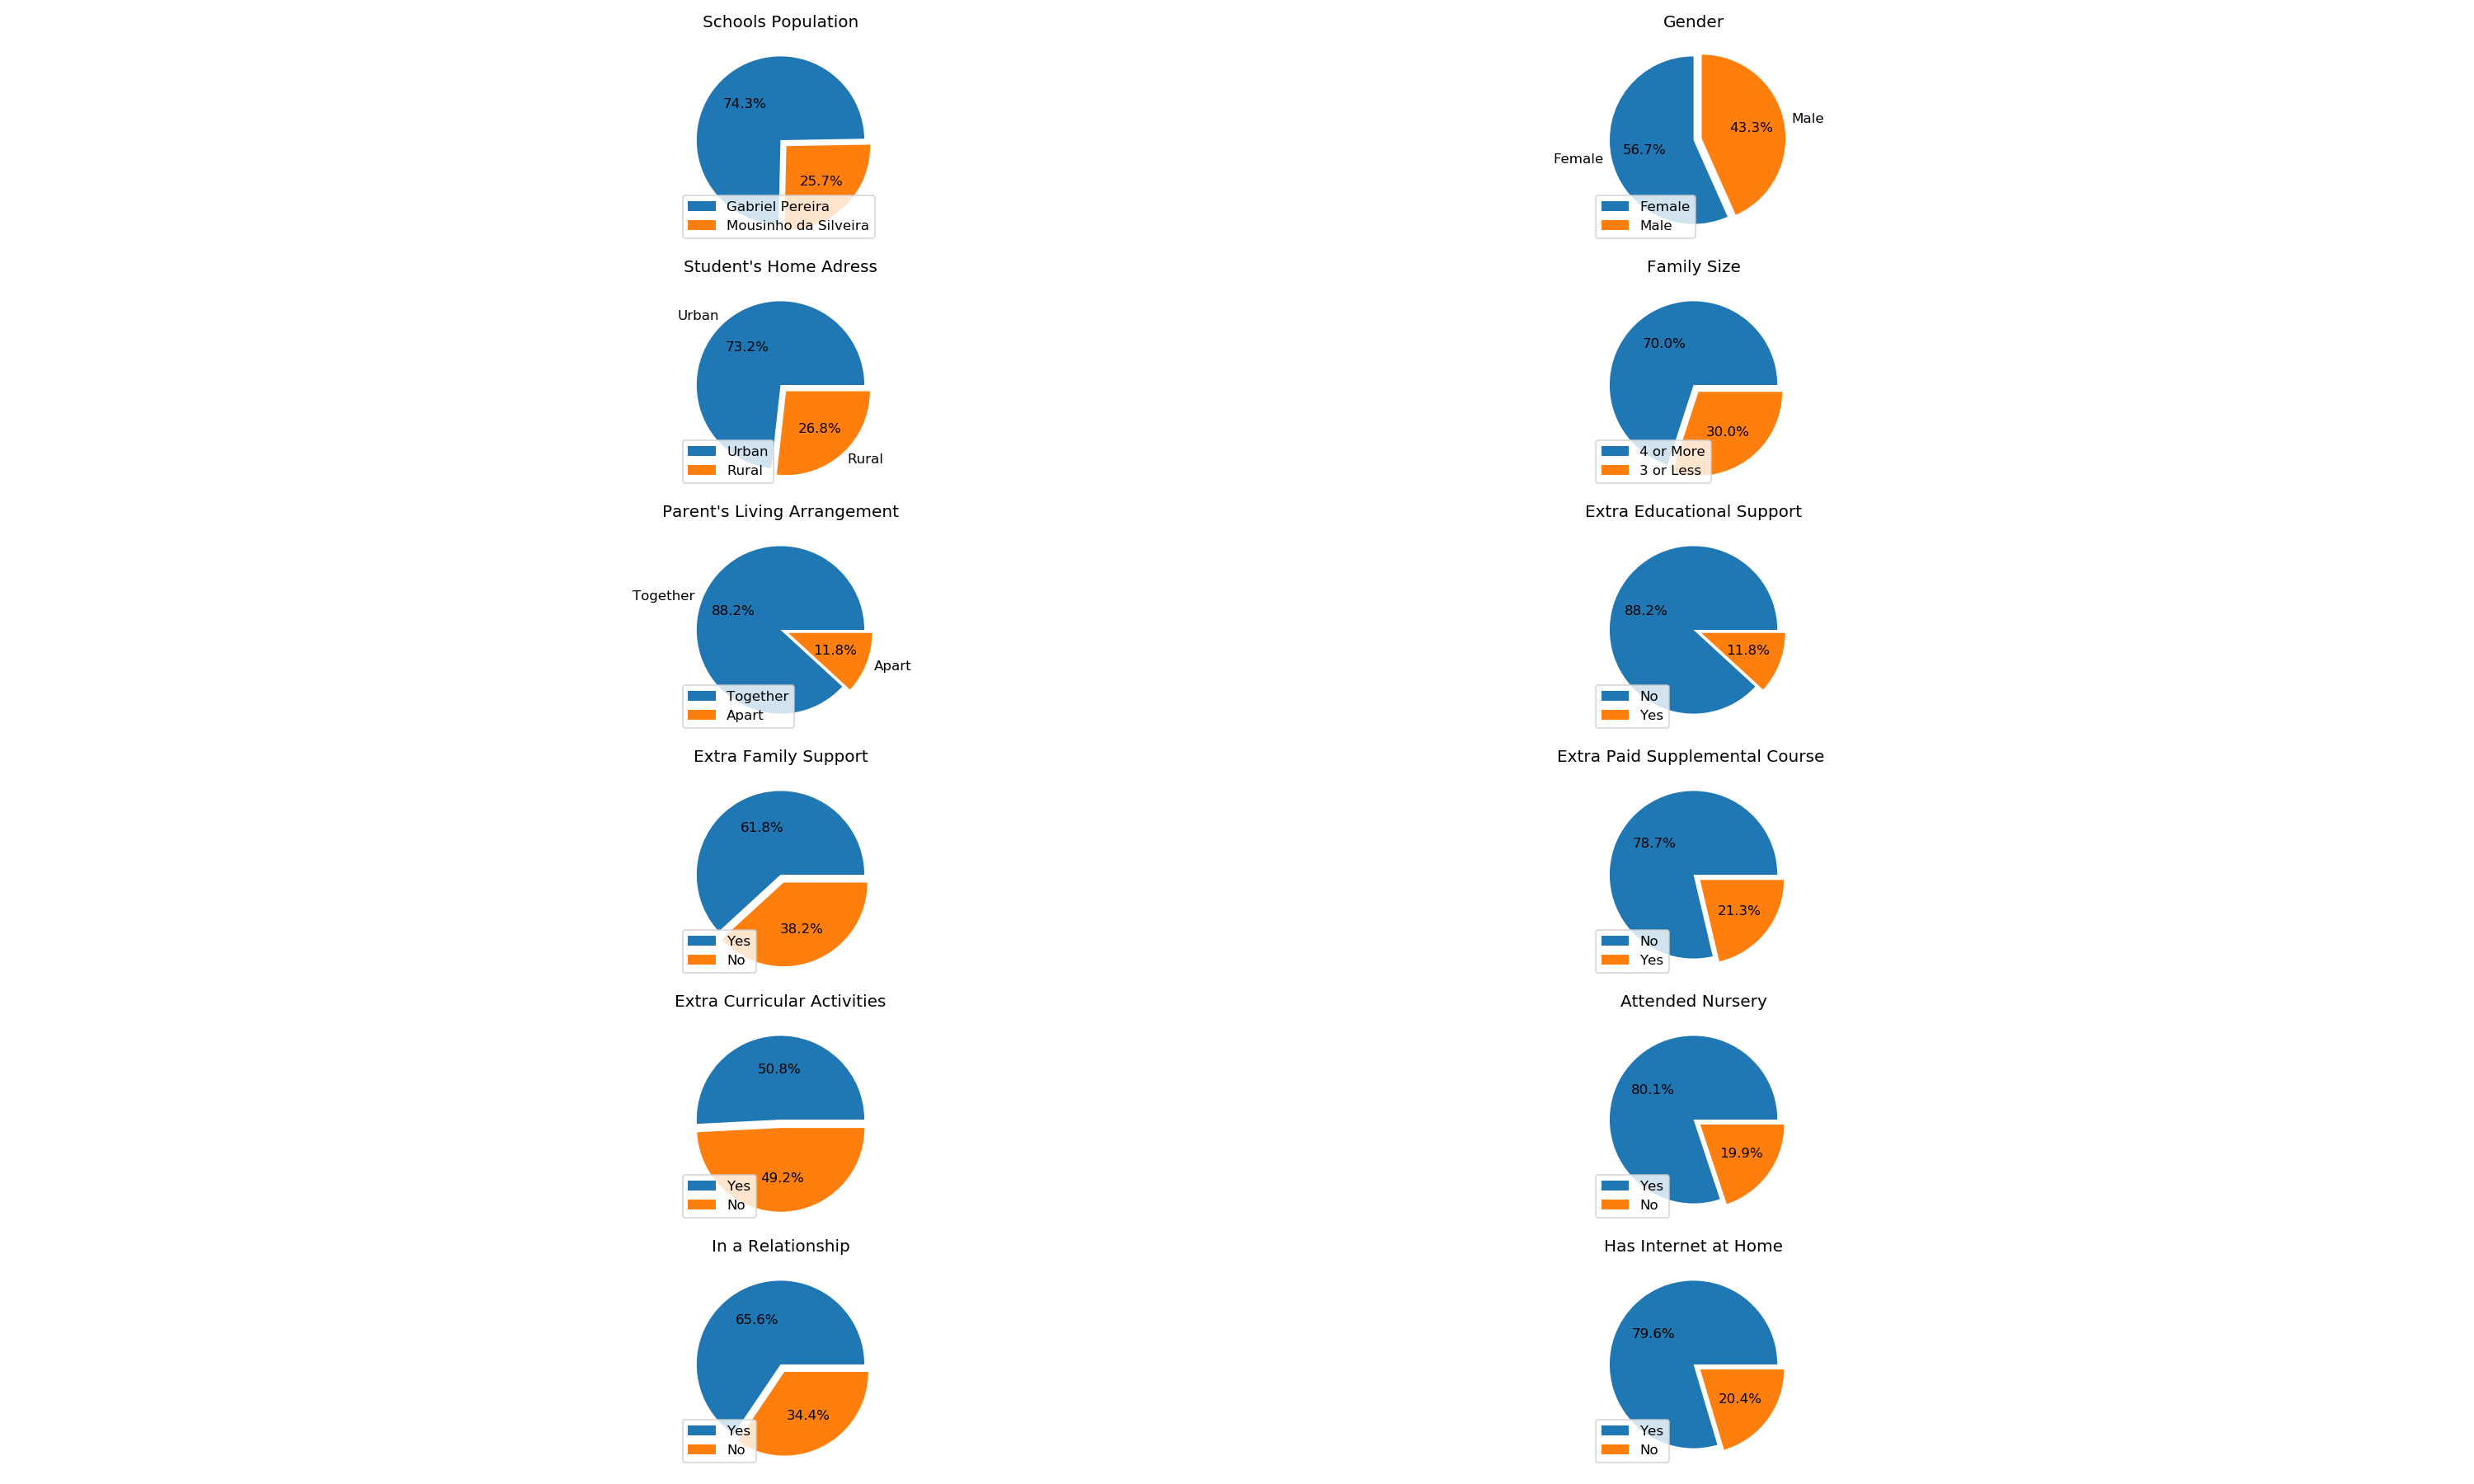 Schools Population
74.3%
25.7%
Gabriel Pereira
Mousinho da Silveira
Gender
Male
43.3%
56.7%
Female
Female
Male
Student's Home Adress
Urban
73.2%
26.8%
Rural
Urban
Rural
Family Size
70.0%
30.0%
4 or More
3 or Less
Parent's Living Arrangement
Together
88.2%
11.8%
Apart
Together
Apart
Extra Educational Support
88.2%
11.8%
No
Yes
Extra Family Support
61.8%
38.2%
Yes
No
Extra Paid Supplemental Course
78.7%
21.3%
No
Yes
Extra Curricular Activities
50.8%
49.2%
Yes
No
Attended Nursery
80.1%
19.9%
Yes
No
In a Relationship
65.6%
34.4%
Yes
No
Has Internet at Home
79.6%
20.4%
Yes
No